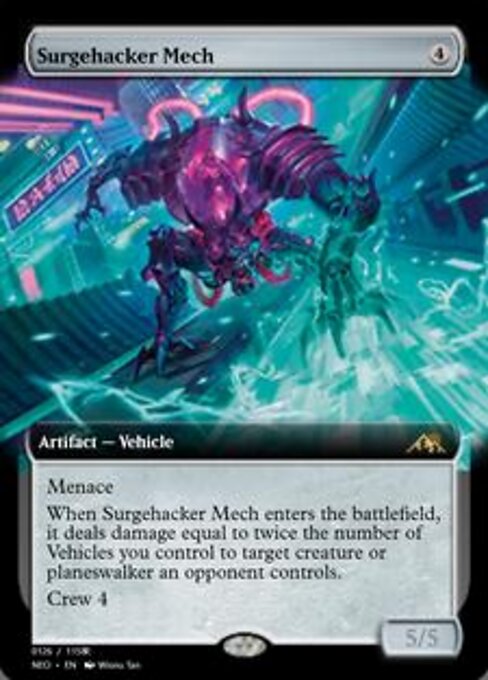 Surgehacker Mech 4
Artifact — Vehicle
Menace
When Surgehacker Mech enters the battlefield,
it deals damage equal to twice the number of
Vehicles you control to target creature or
planeswalker an opponent controls.
Crew 4
5/5
NEO • EN